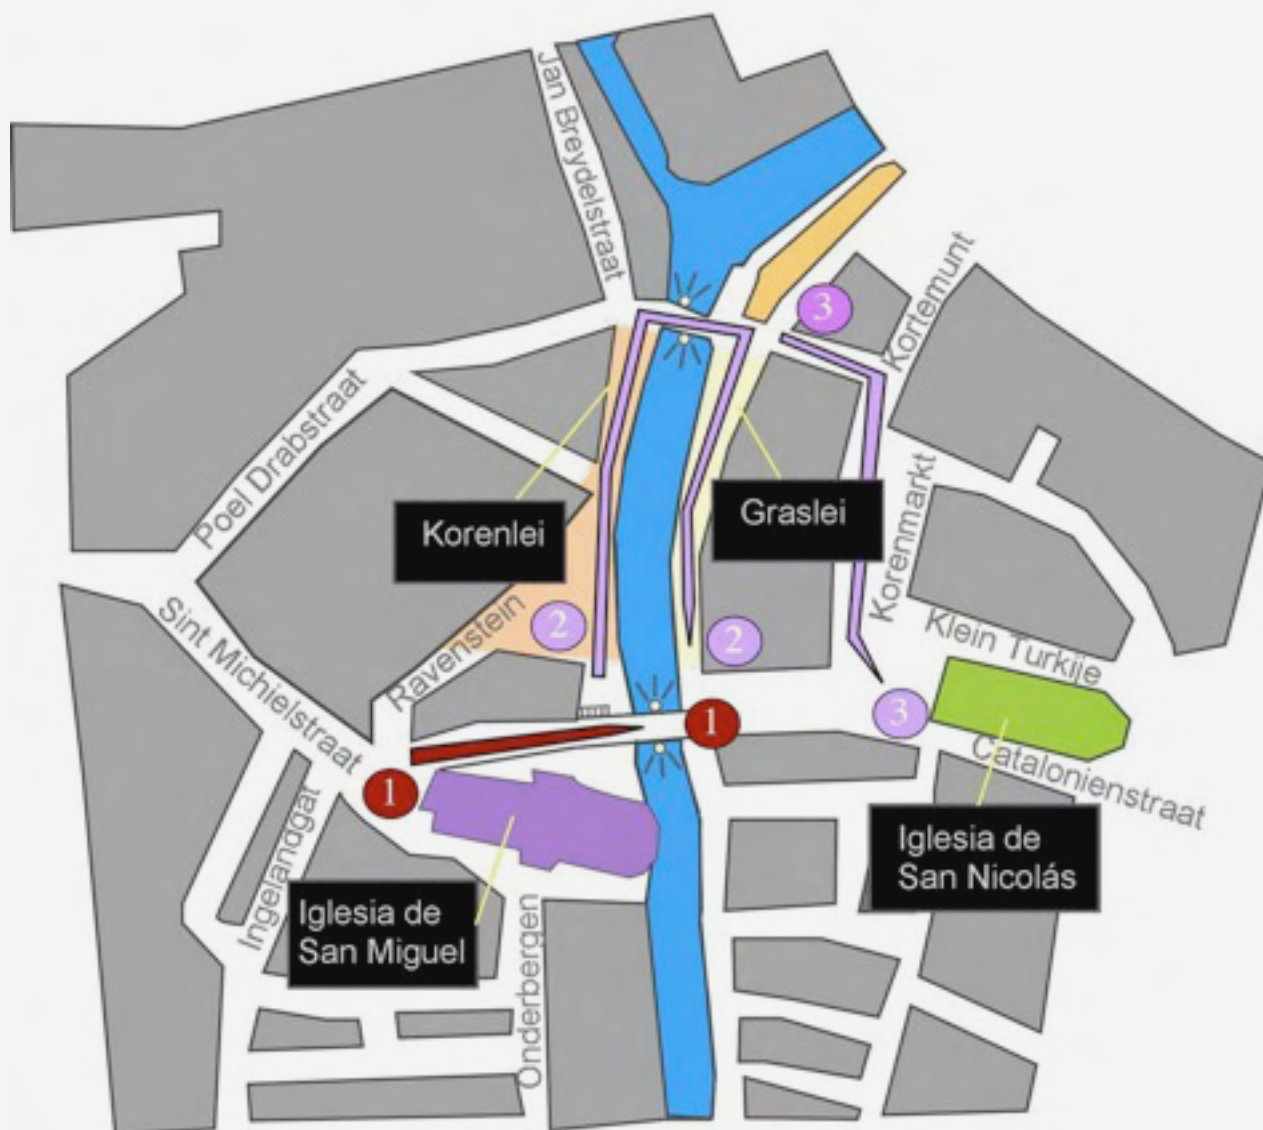 Jan Breydelstraat
3
Kortemunt
Poel Drabstraat
Korenlei
Graslei
Korenmarkt
2
2
Ravenstein
Sint Michielstraat
Klein Turkije
1
3
1
Catalonienstraat
Ingelandgat
Iglesia de
San Nicolás
Iglesia de
San Miguel
Onderbergen